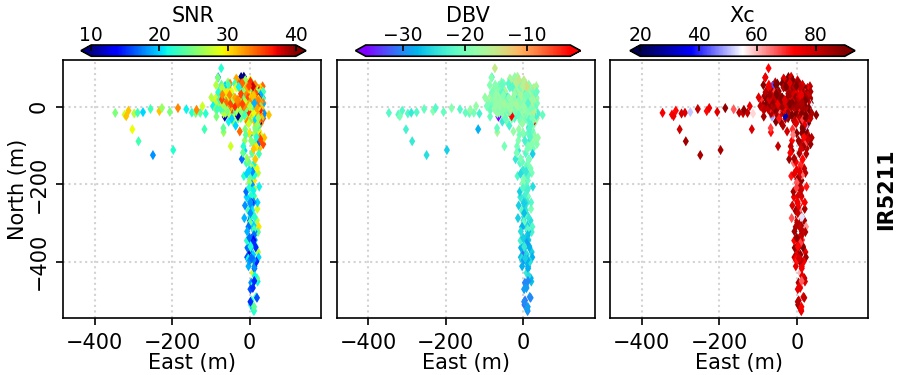 SNR DBV Xc
10 20 30 40 −30 −20 −10 20 40 60 80
North (m)
0
−200
−400
IR5211
−400 −200 0 −400 −200 0 −400 −200 0
East (m) East (m) East (m)